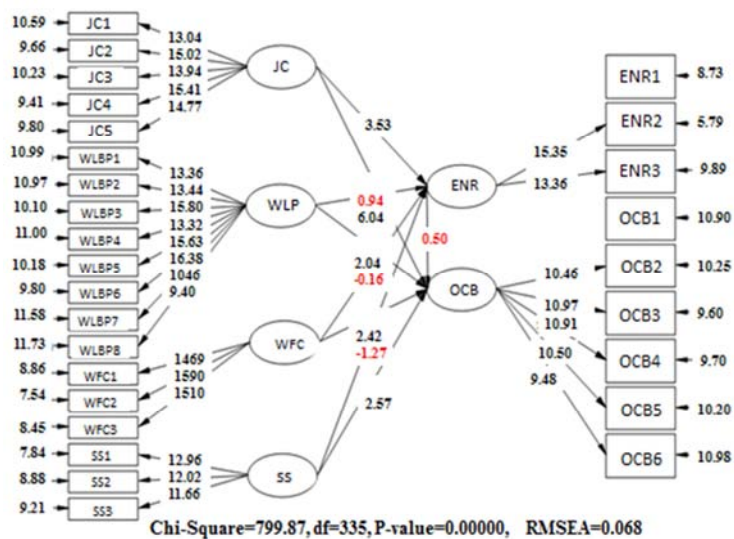 10.59 JC1
9.66 JC2
10.23 JC3
9.41 JC4
9.80 JC5
10.99 WLBP1
10.97 WLBP2
10.10 WLBP3
11.00 WLBP4
10.18 WLBP5
9.80 WLBP6
11.68 WLBP7
11.73 WLBP8
8.86 WFC1
7.54 WFC2
8.45 WFC3
7.84 SS1
8.88 SS2
9.21 SS3
13.04
15.02
13.94
15.41
14.77
13.36
13.44
15.80
13.32
15.63
16.38
1046
9.40
1469
1590
1510
12.96
12.02
11.66
JC
WLP
WFC
SS
3.53
0.94
6.04
2.04
-0.16
2.42
-1.27
2.57
0.50
ENR
OCB
15.35
13.36
10.46
10.97
10.91
10.50
9.48
ENR1 8.73
ENR2 5.79
ENR3 9.89
OCB1 10.90
OCB2 10.25
OCB3 9.60
OCB4 9.70
OCB5 10.20
OCB6 10.98
Chi-Square=799.87, df=335, P-value=0.00000, RMSEA=0.068